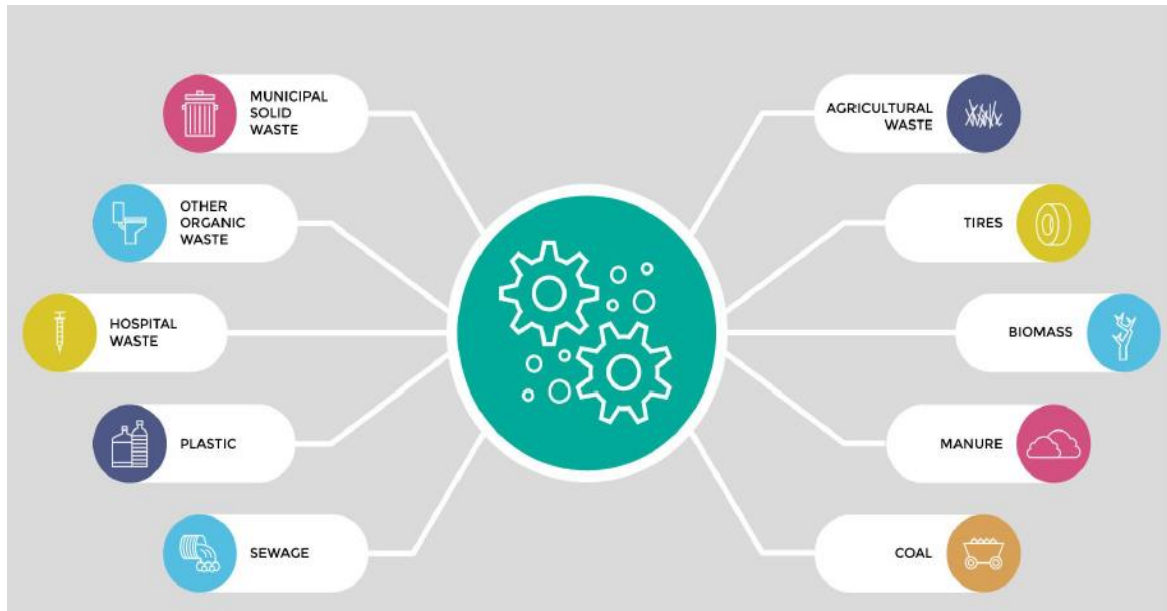 MUNICIPAL
SOLID
WASTE
OTHER
ORGANIC
WASTE
HOSPITAL
WASTE
PLASTIC
SEWAGE
AGRICULTURAL
WASTE
TIRES
BIOMASS
MANURE
COAL